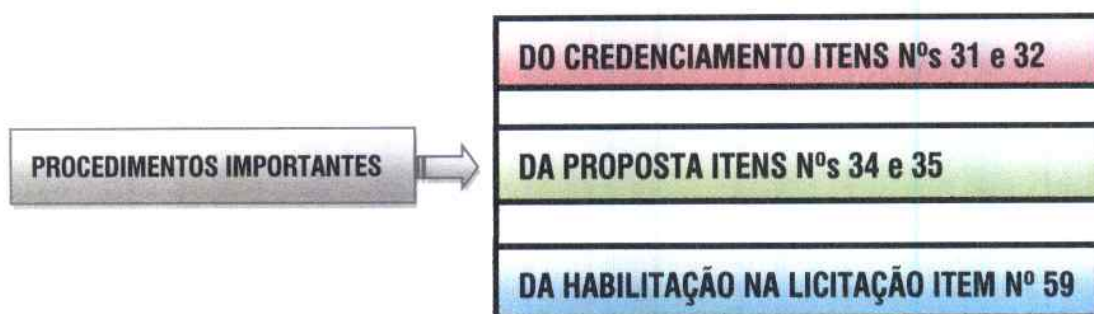 PROCEDIMENTOS IMPORTANTES
DO CREDENCIAMENTO ITENS Nºs 31 e 32
DA PROPOSTA ITENS Nºs 34 e 35
DA HABILITAÇÃO NA LICITAÇÃO ITEM Nº 59